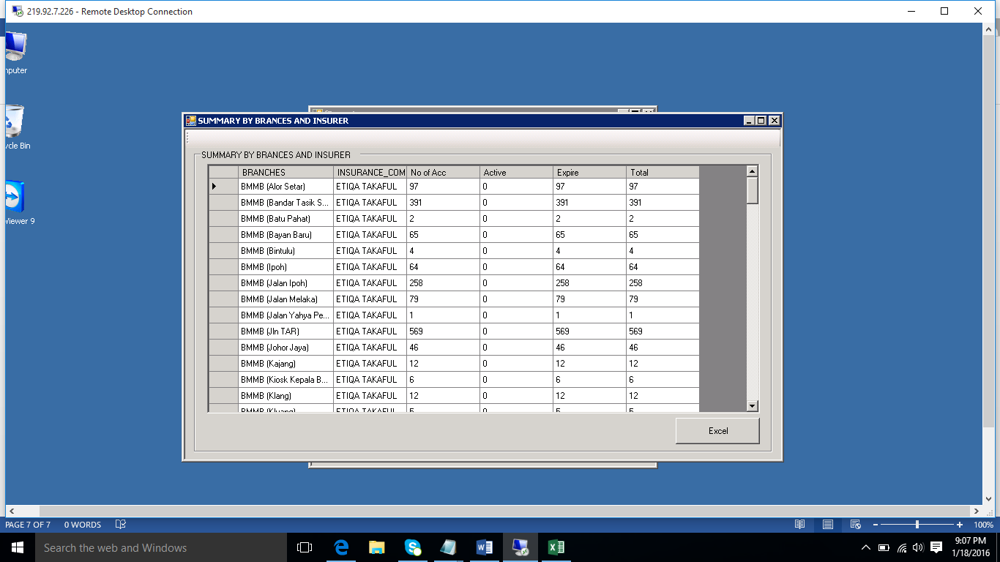 219.92.7.226 - Remote Desktop Connection
mputer
ycle Bin
Viewer 9
SUMMARY BY BRANCES AND INSURER
SUMMARY BY BRANCES AND INSURER
BRANCHES INSURANCE_COM No of Acc Active Expire Total
BMMB (Alor Setar) ETIQA TAKAFUL 97 0 97 97
BMMB (Bandar Tasik S... ETIQA TAKAFUL 391 0 391 391
BMMB (Batu Pahat) ETIQA TAKAFUL 2 0 2 2
BMMB (Bayan Baru) ETIQA TAKAFUL 65 0 65 65
BMMB (Bintulu) ETIQA TAKAFUL 4 0 4 4
BMMB (Ipoh) ETIQA TAKAFUL 64 0 64 64
BMMB (Jalan Ipoh) ETIQA TAKAFUL 258 0 258 258
BMMB (Jalan Melaka) ETIQA TAKAFUL 79 0 79 79
BMMB (Jalan Yahya Pe... ETIQA TAKAFUL 1 0 1 1
BMMB (Jln TAR) ETIQA TAKAFUL 569 0 569 569
BMMB (Johor Jaya) ETIQA TAKAFUL 46 0 46 46
BMMB (Kajang) ETIQA TAKAFUL 12 0 12 12
BMMB (Kiosk Kepala B... ETIQA TAKAFUL 6 0 6 6
BMMB (Klang) ETIQA TAKAFUL 12 0 12 12
BMMB (Kluang) ETIQA TAKAFUL 5 0 5 5
Excel
PAGE 7 OF 7 0 WORDS 100%
Search the web and Windows
9:07 PM
1/18/2016